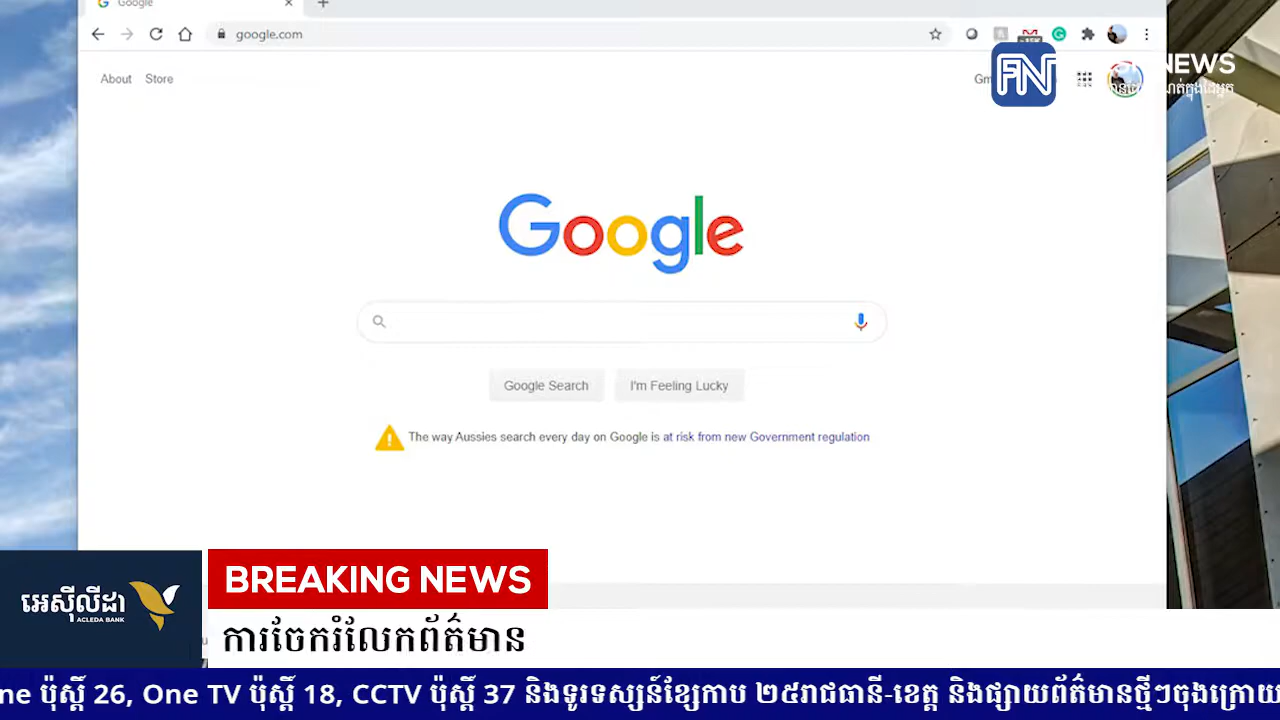 Google
google.com
About Store
NEWS
Google
Google Search I'm Feeling Lucky
The way Aussies search every day on Google is at risk from new Government regulation
BREAKING NEWS
អេស៊ីលីដា
ACLEDA BANK
ការចែករំលែកព័ត៌មាន
ne ប៉ុស្តិ៍ 26, One TV ប៉ុស្តិ៍ 18, CCTV ប៉ុស្តិ៍ 37 និងទូរទស្សន៍ខ្សែកាប ២៥រាជធានី-ខេត្ត និងផ្សាយព័ត៌មានថ្មីៗចុងក្រោយ